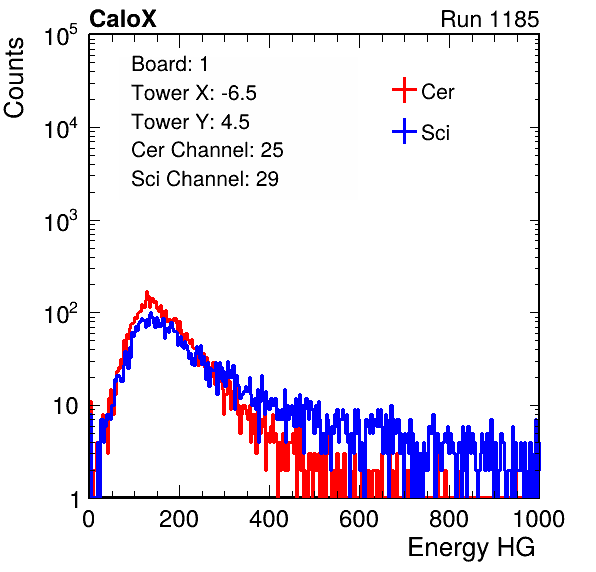 CaloX Run 1185
Counts
Board: 1
Tower X: -6.5
Tower Y: 4.5
Cer Channel: 25
Sci Channel: 29
Cer
Sci
10^5
10^4
10^3
10^2
10
1
0 200 400 600 800 1000
Energy HG